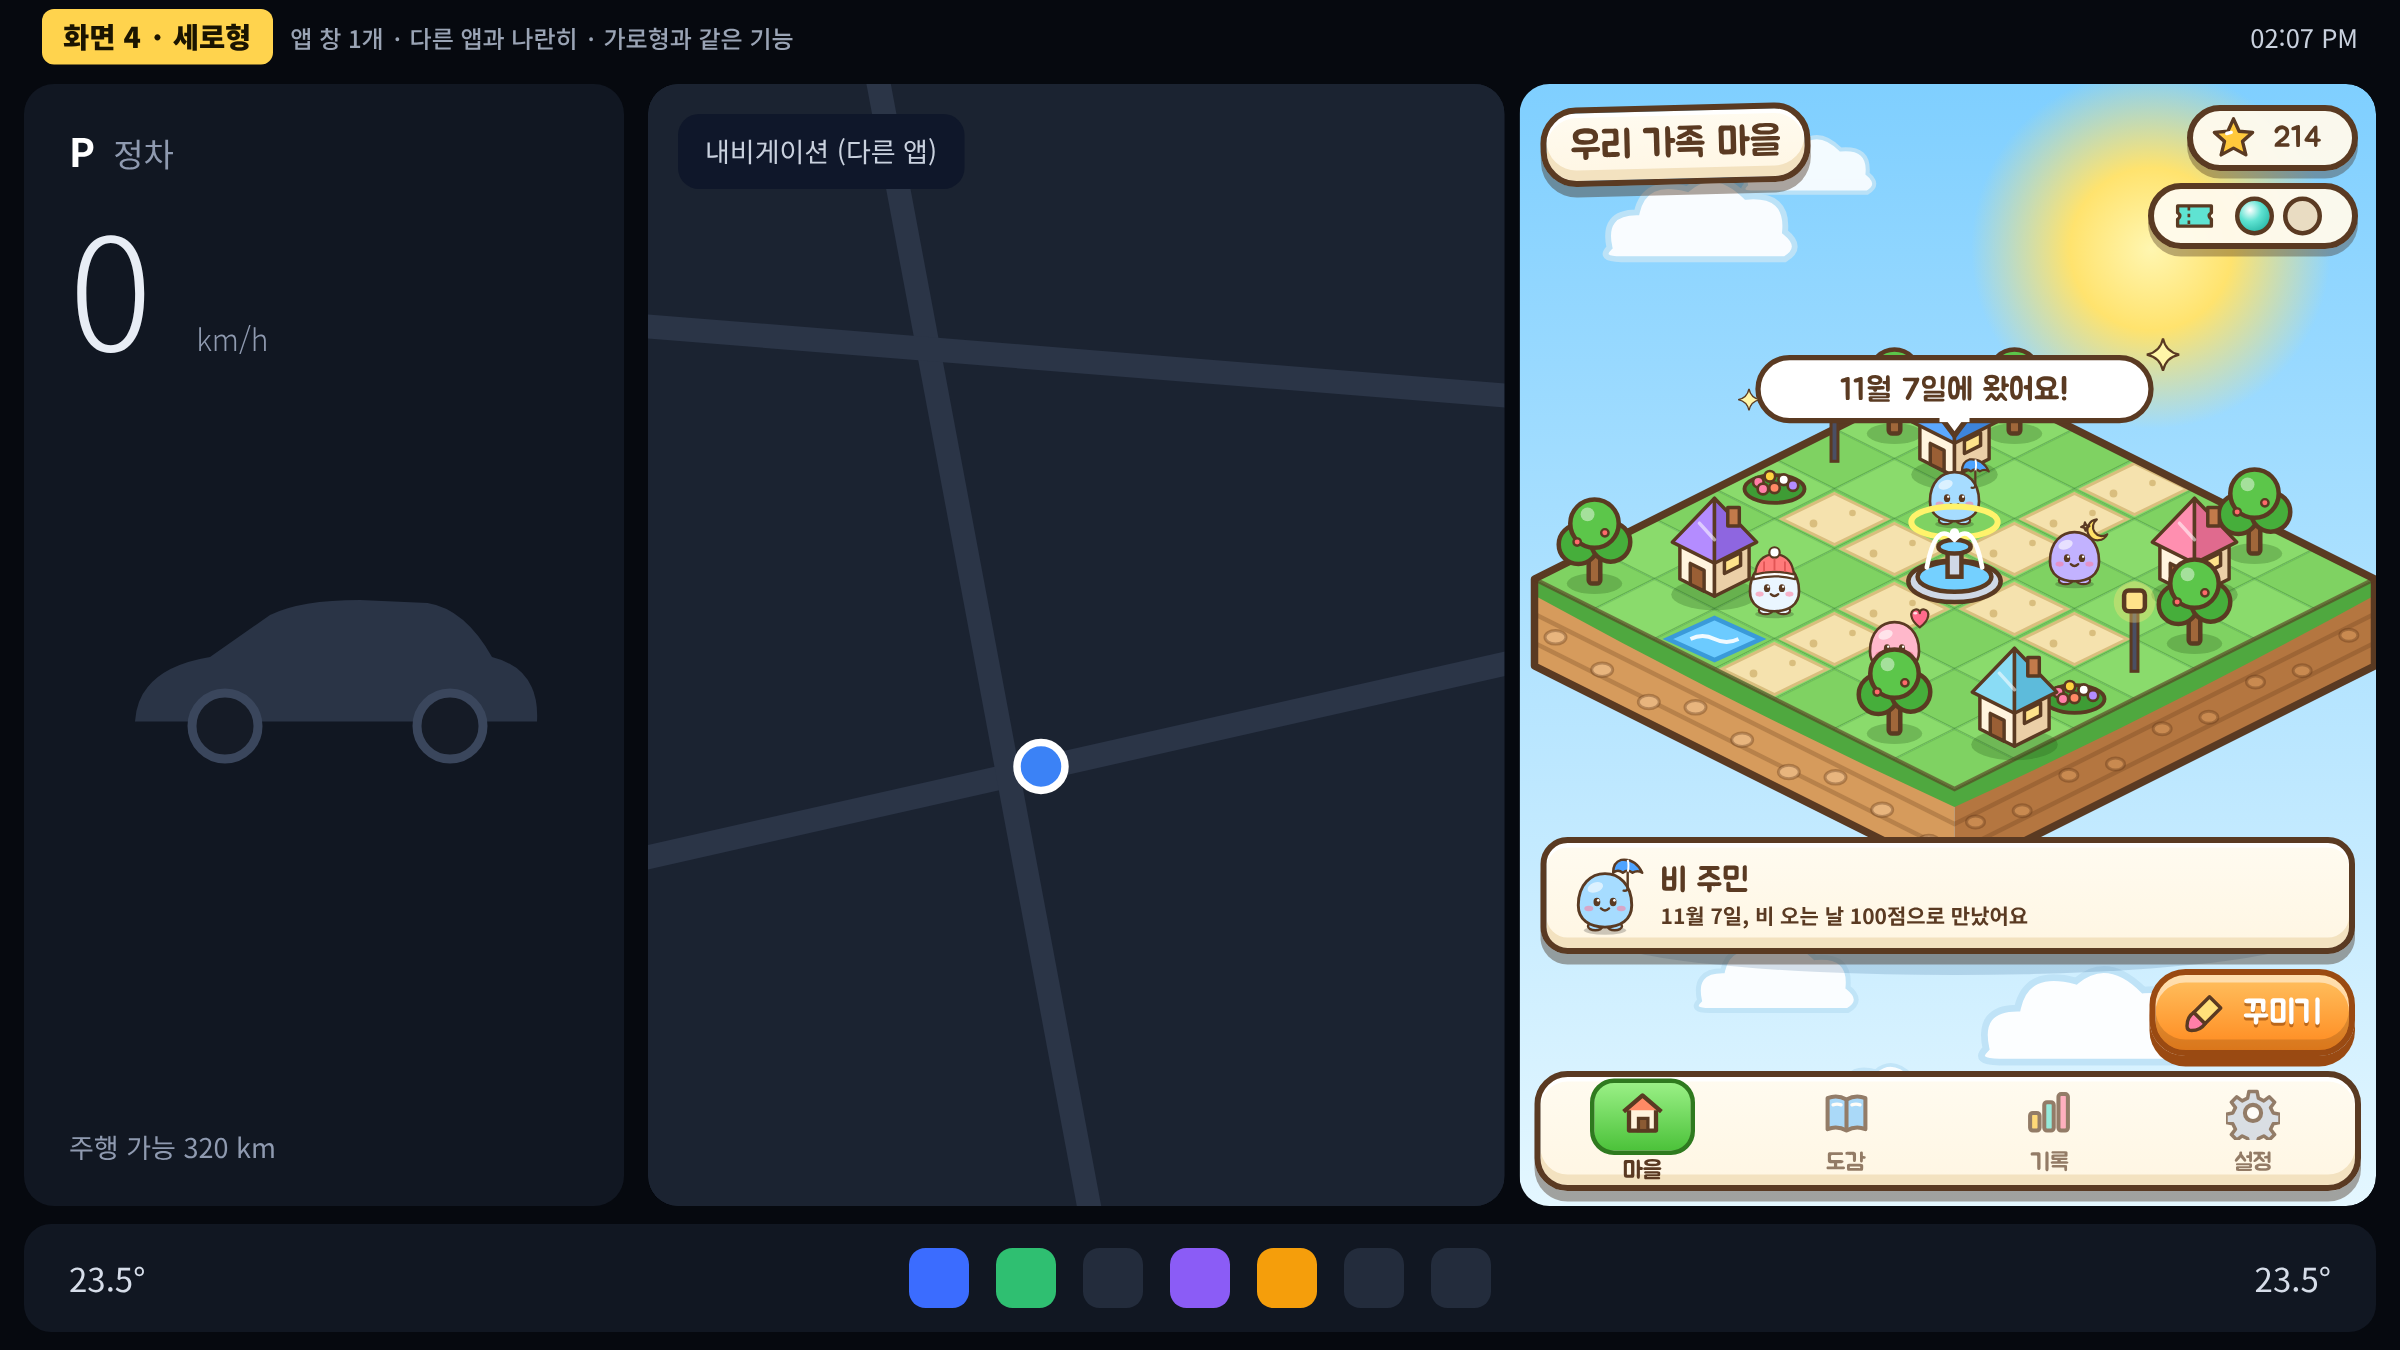 화면 4 · 세로형
앱 창 1개 · 다른 앱과 나란히 · 가로형과 같은 기능
02:07 PM
P 정차
0 km/h
주행 가능 320 km
내비게이션 (다른 앱)
우리 가족 마을
214
11월 7일에 왔어요!
비 주민
11월 7일, 비 오는 날 100점으로 만났어요
꾸미기
마을
도감
기록
설정
23.5°
23.5°